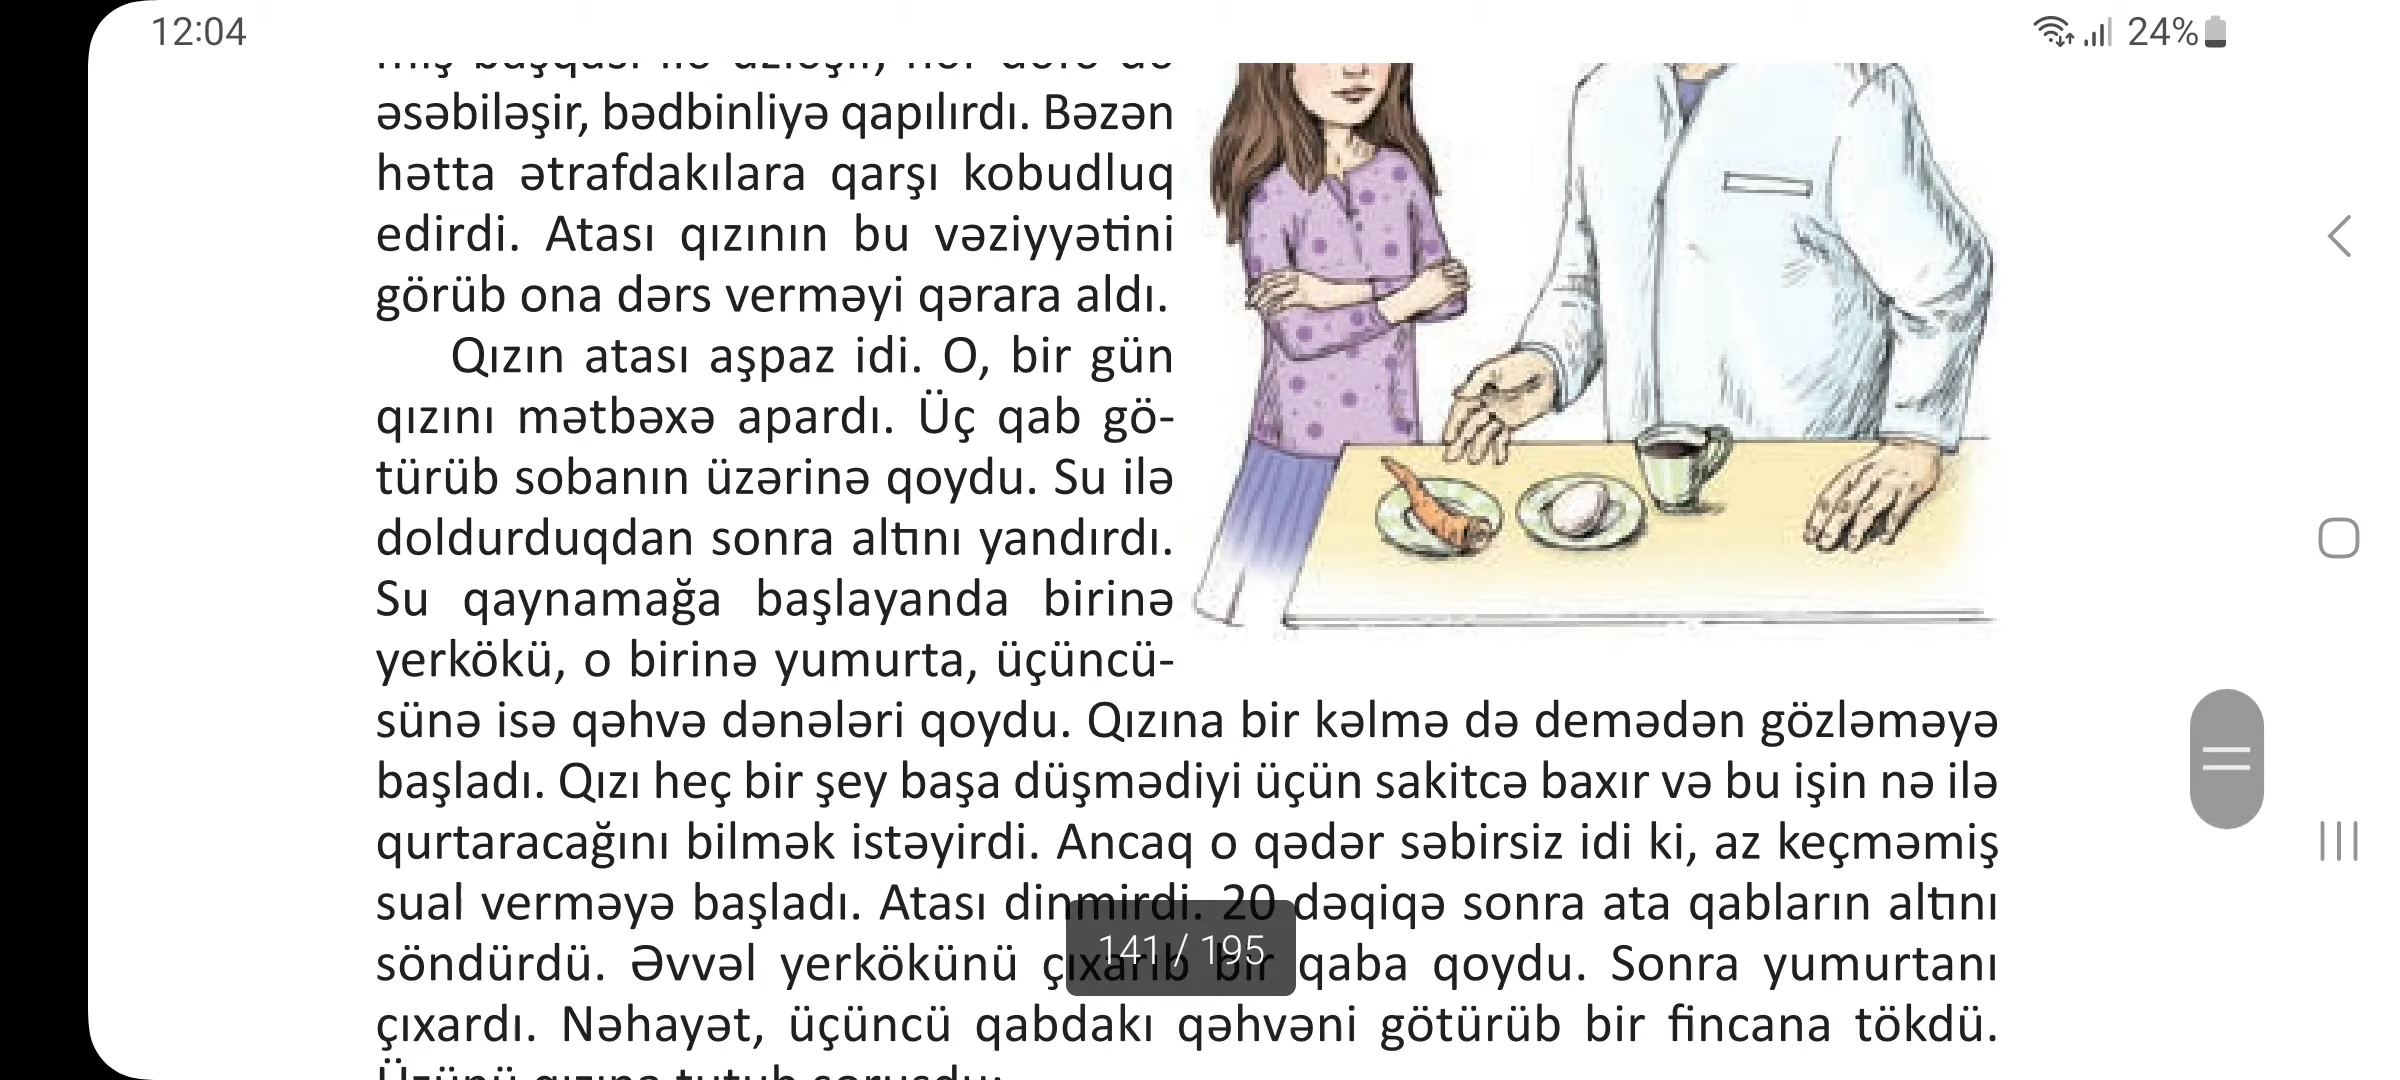 12:04
24%
əsəbiləşir, bədbinliyə qapılırdı. Bəzən
hətta ətrafdakılara qarşı kobudluq
edirdi. Atası qızının bu vəziyyətini
görüb ona dərs verməyi qərara aldı.
Qızın atası aşpaz idi. O, bir gün
qızını mətbəxə apardı. Üç qab gö-
türüb sobanın üzərinə qoydu. Su ilə
doldurduqdan sonra altını yandırdı.
Su qaynamağa başlayanda birinə
yerkökü, o birinə yumurta, üçüncü-
sünə isə qəhvə dənələri qoydu. Qızına bir kəlmə də demədən gözləməyə
başladı. Qızı heç bir şey başa düşmədiyi üçün sakitcə baxır və bu işin nə ilə
qurtaracağını bilmək istəyirdi. Ancaq o qədər səbirsiz idi ki, az keçməmiş
sual verməyə başladı. Atası dinmirdi. 20 dəqiqə sonra ata qabların altını
söndürdü. Əvvəl yerkökünü çıxarıb bir qaba qoydu. Sonra yumurtanı
141 / 195
çıxardı. Nəhayət, üçüncü qabdakı qəhvəni götürüb bir fincana tökdü.
Üzünü qızına tutub soruşdu: